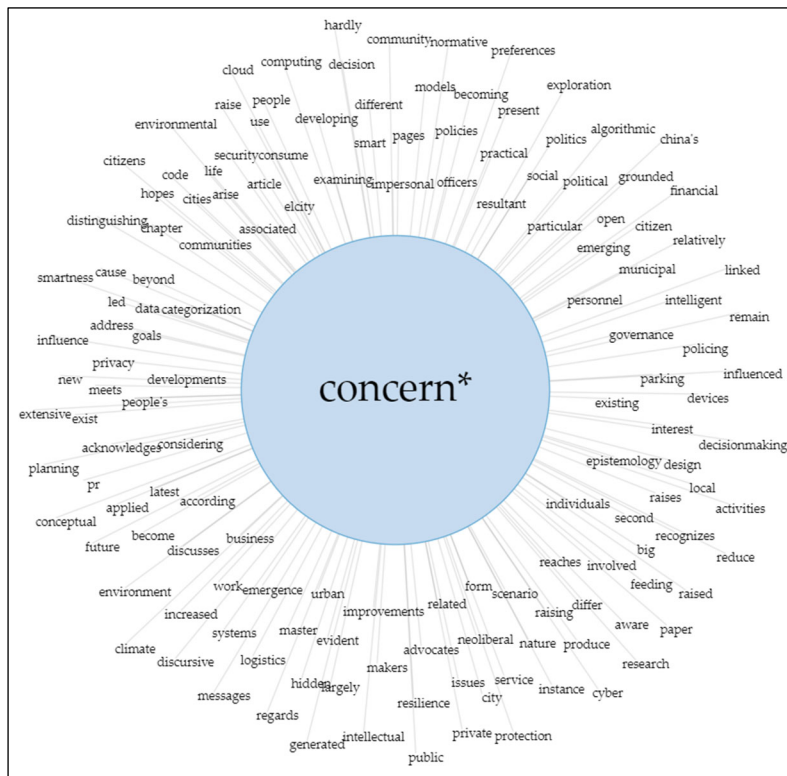 hardly
community
normative
preferences
computing
decision
cloud
models
becoming
exploration
raise
people
different
present
use
developing
environmental
smart
pages
policies
politics
algorithmic
china's
practical
security
consume
citizens
code
life
article
examining
impersonal
officers
social
political
grounded
financial
hopes
cities
arise
elcity
resultant
distinguishing
chapter
associated
particular
open
citizen
communities
emerging
relatively
smartness
cause
beyond
municipal
linked
led
data
categorization
personnel
intelligent
address
goals
remain
influence
governance
policing
privacy
new
developments
parking
influenced
meets
people's
existing
devices
extensive
exist
concern*
interest
acknowledges
considering
decisionmaking
planning
epistemology
design
pr
latest
local
conceptual
applied
according
individuals
raises
activities
second
future
become
business
recognizes
discusses
big
reduce
reaches
involved
environment
work
emergence
urban
form
scenario
feeding
raised
increased
improvements
related
raising
differ
systems
master
aware
paper
climate
evident
neoliberal
nature
produce
discursive
logistics
advocates
research
makers
messages
hidden
largely
issues
service
instance
cyber
regards
resilience
city
generated
intellectual
private
protection
public